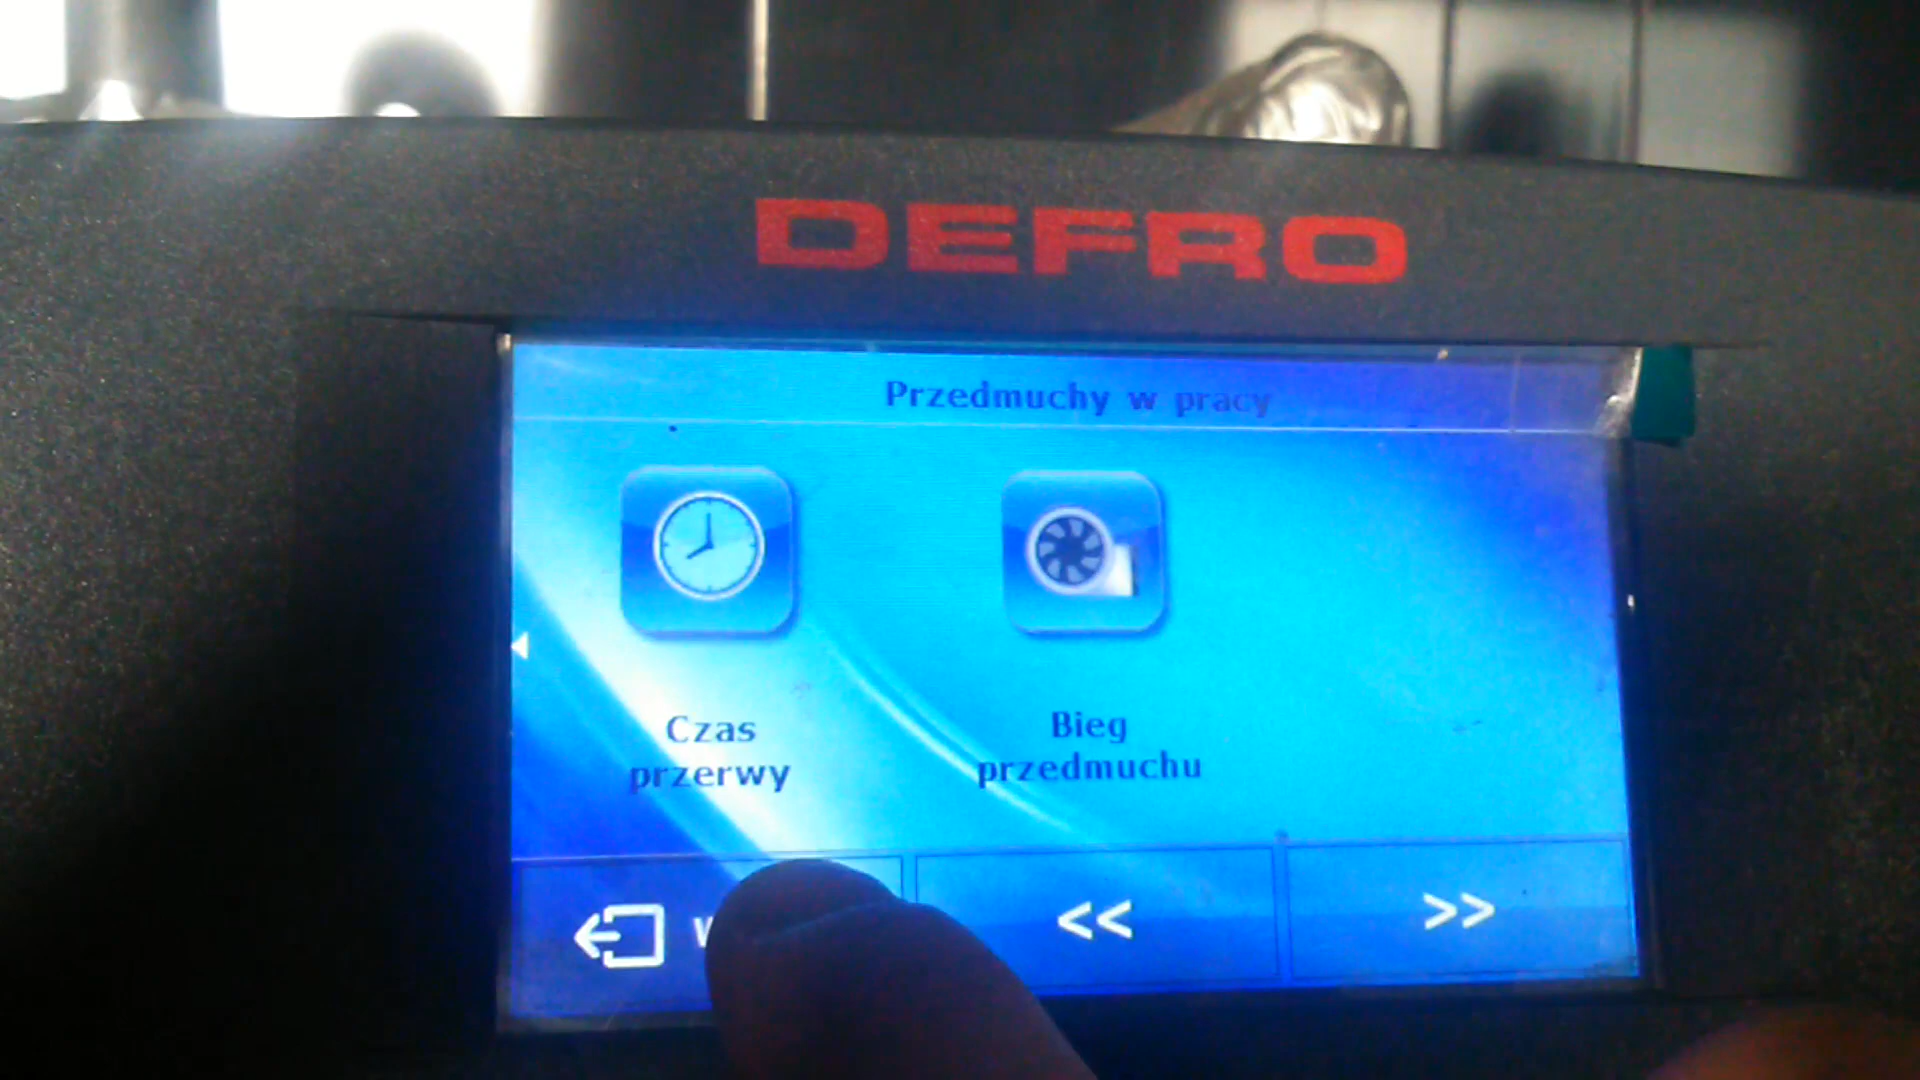 DEFRO
Przedmuchy w pracy
Czas
przerwy
Bieg
przedmuchu
<< >>